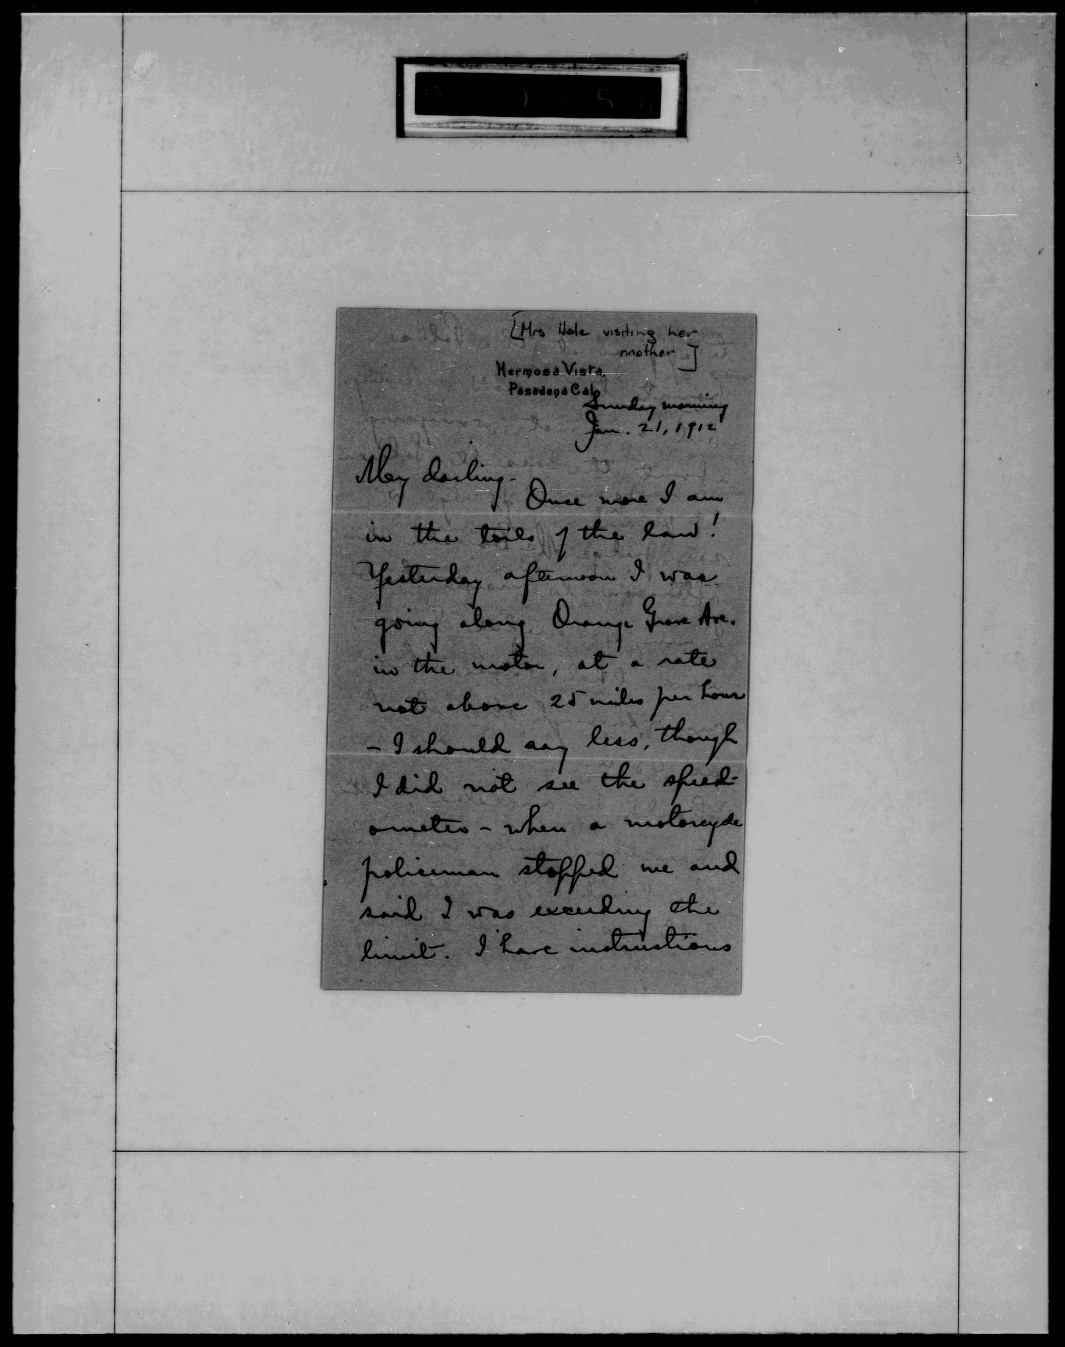 [Mrs Hale visiting her
mother]
Hermosa Vista,
Pasadena Cal.
Sunday morning
Jan. 21, 1912
My darling-
Once more I am
in the toils of the law!
Yesterday afternoon I was
going along Orange Grove Ave.
in the motor, at a rate
not above 25 miles per hour
- I should say less, though
I did not see the speed-
ometer - when a motorcycle
policeman stopped me and
said I was exceeding the
limit. I have instructions